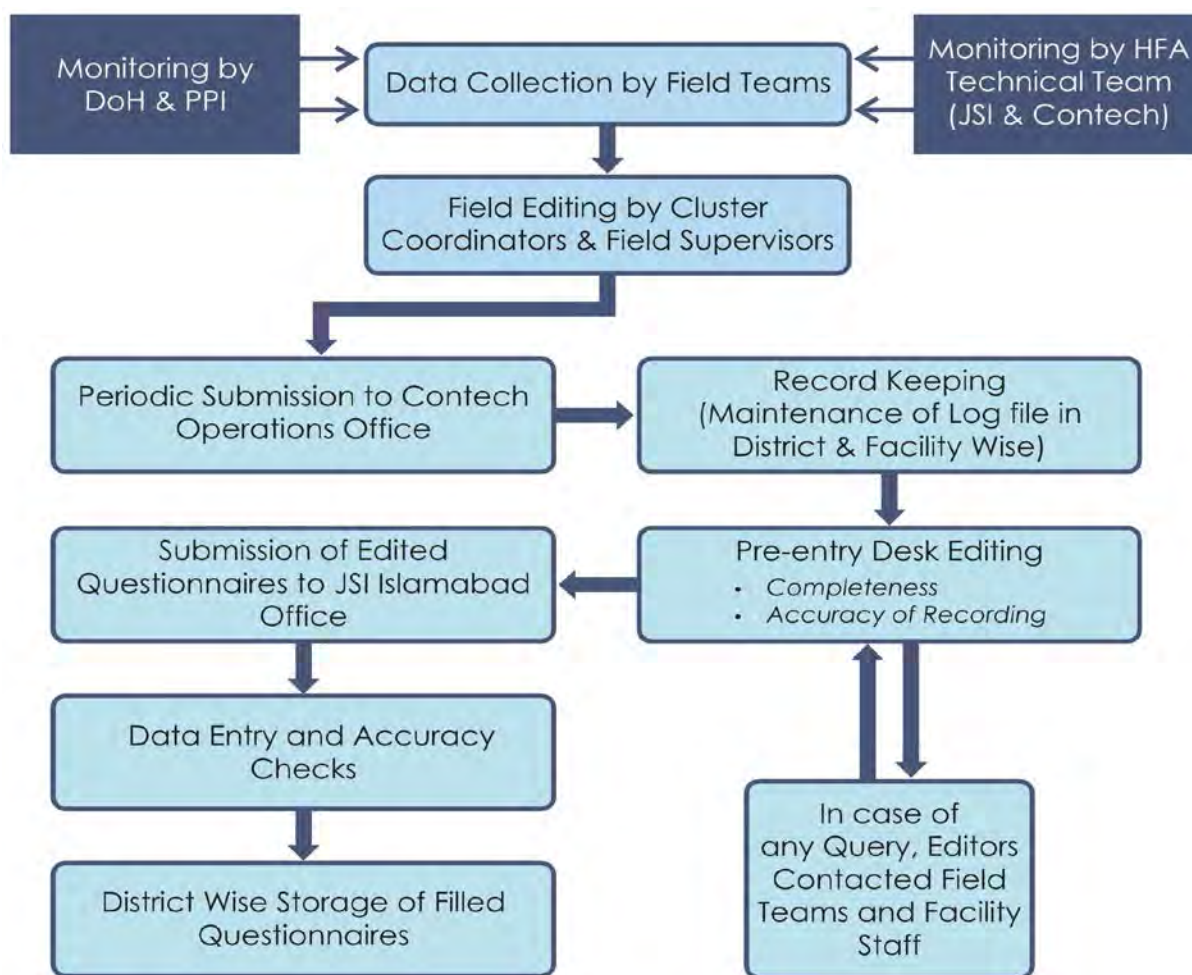 Monitoring by
DoH & PPI
Data Collection by Field Teams
Monitoring by HFA
Technical Team
(JSI & Contech)
Field Editing by Cluster
Coordinators & Field Supervisors
Periodic Submission to Contech
Operations Office
Record Keeping
(Maintenance of Log file in
District & Facility Wise)
Submission of Edited
Questionnaires to JSI Islamabad
Office
Pre-entry Desk Editing
• Completeness
• Accuracy of Recording
Data Entry and Accuracy
Checks
In case of
any Query, Editors
Contacted Field
Teams and Facility
Staff
District Wise Storage of Filled
Questionnaires